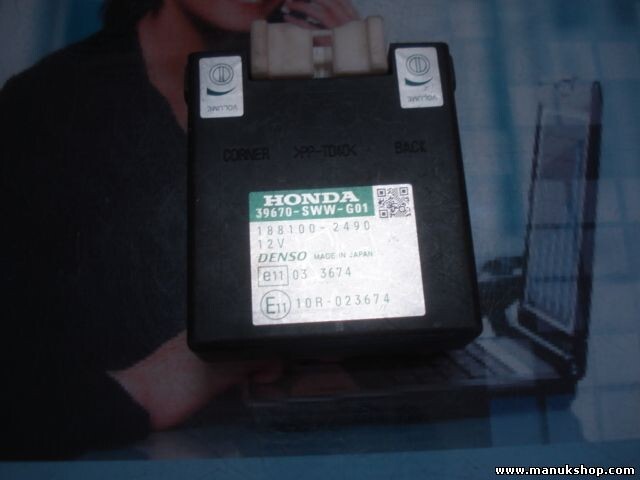 VOLUME
VOLUME
CORNER >PP-TD40< BACK
HONDA
39670-SWW-G01
188100-2490
12V
DENSO MADE IN JAPAN
e11 03 3674
E11 10R-023674
www.manukshop.com